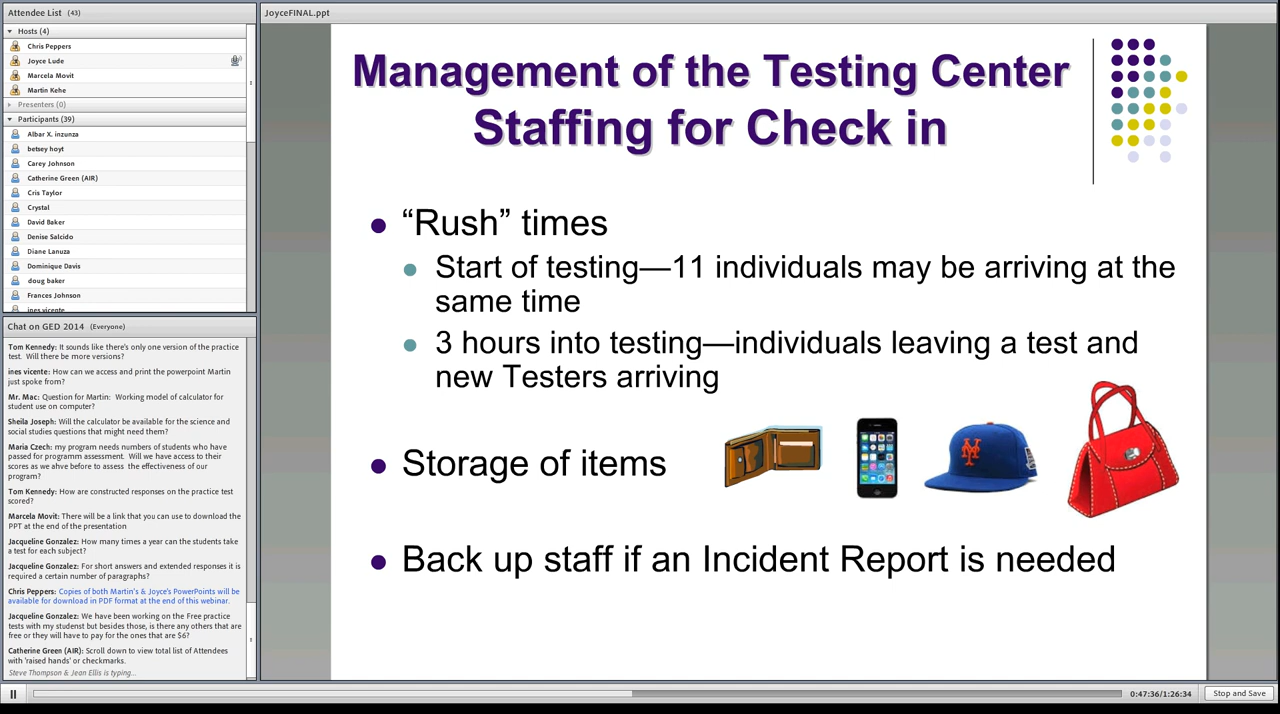 Attendee List (43)
Hosts (4)
Chris Peppers
Joyce Lude
Marcela Movit
Martin Kehe
Presenters (0)
Participants (39)
Albar X. inzunza
betsey hoyt
Carey Johnson
Catherine Green (AIR)
Cris Taylor
Crystal
David Baker
Denise Salcido
Diane Lanuza
Dominique Davis
doug baker
Frances Johnson
ines vicente
Chat on GED 2014 (Everyone)
Tom Kennedy: It sounds like there's only one version of the practice
test. Will there be more versions?
ines vicente: How can we access and print the powerpoint Martin
just spoke from?
Mr. Mac: Question for Martin: Working model of calculator for
student use on computer?
Sheila Joseph: Will the calculator be available for the science and
social studies questions that might need them?
Maria Czech: my program needs numbers of students who have
passed for programm assessment. Will we have access to their
scores as we ahve before to assess the effectiveness of our
program?
Tom Kennedy: How are constructed responses on the practice test
scored?
Marcela Movit: There will be a link that you can use to download the
PPT at the end of the presentation
Jacqueline Gonzalez: How many times a year can the students take
a test for each subject?
Jacqueline Gonzalez: For short answers and extended responses it is
required a certain number of paragraphs?
Chris Peppers: Copies of both Martin's & Joyce's PowerPoints will be
available for download in PDF format at the end of this webinar.
Jacqueline Gonzalez: We have been working on the Free practice
tests with my studenst but besides those, is there any others that are
free or they will have to pay for the ones that are $6?
Catherine Green (AIR): Scroll down to view total list of Attendees
with 'raised hands' or checkmarks.
Steve Thompson & Jean Ellis is typing...
JoyceFINAL.ppt
Management of the Testing Center
Staffing for Check in
“Rush” times
Start of testing—11 individuals may be arriving at the
same time
3 hours into testing—individuals leaving a test and
new Testers arriving
Storage of items
Back up staff if an Incident Report is needed
0:47:36/1:26:34
Stop and Save